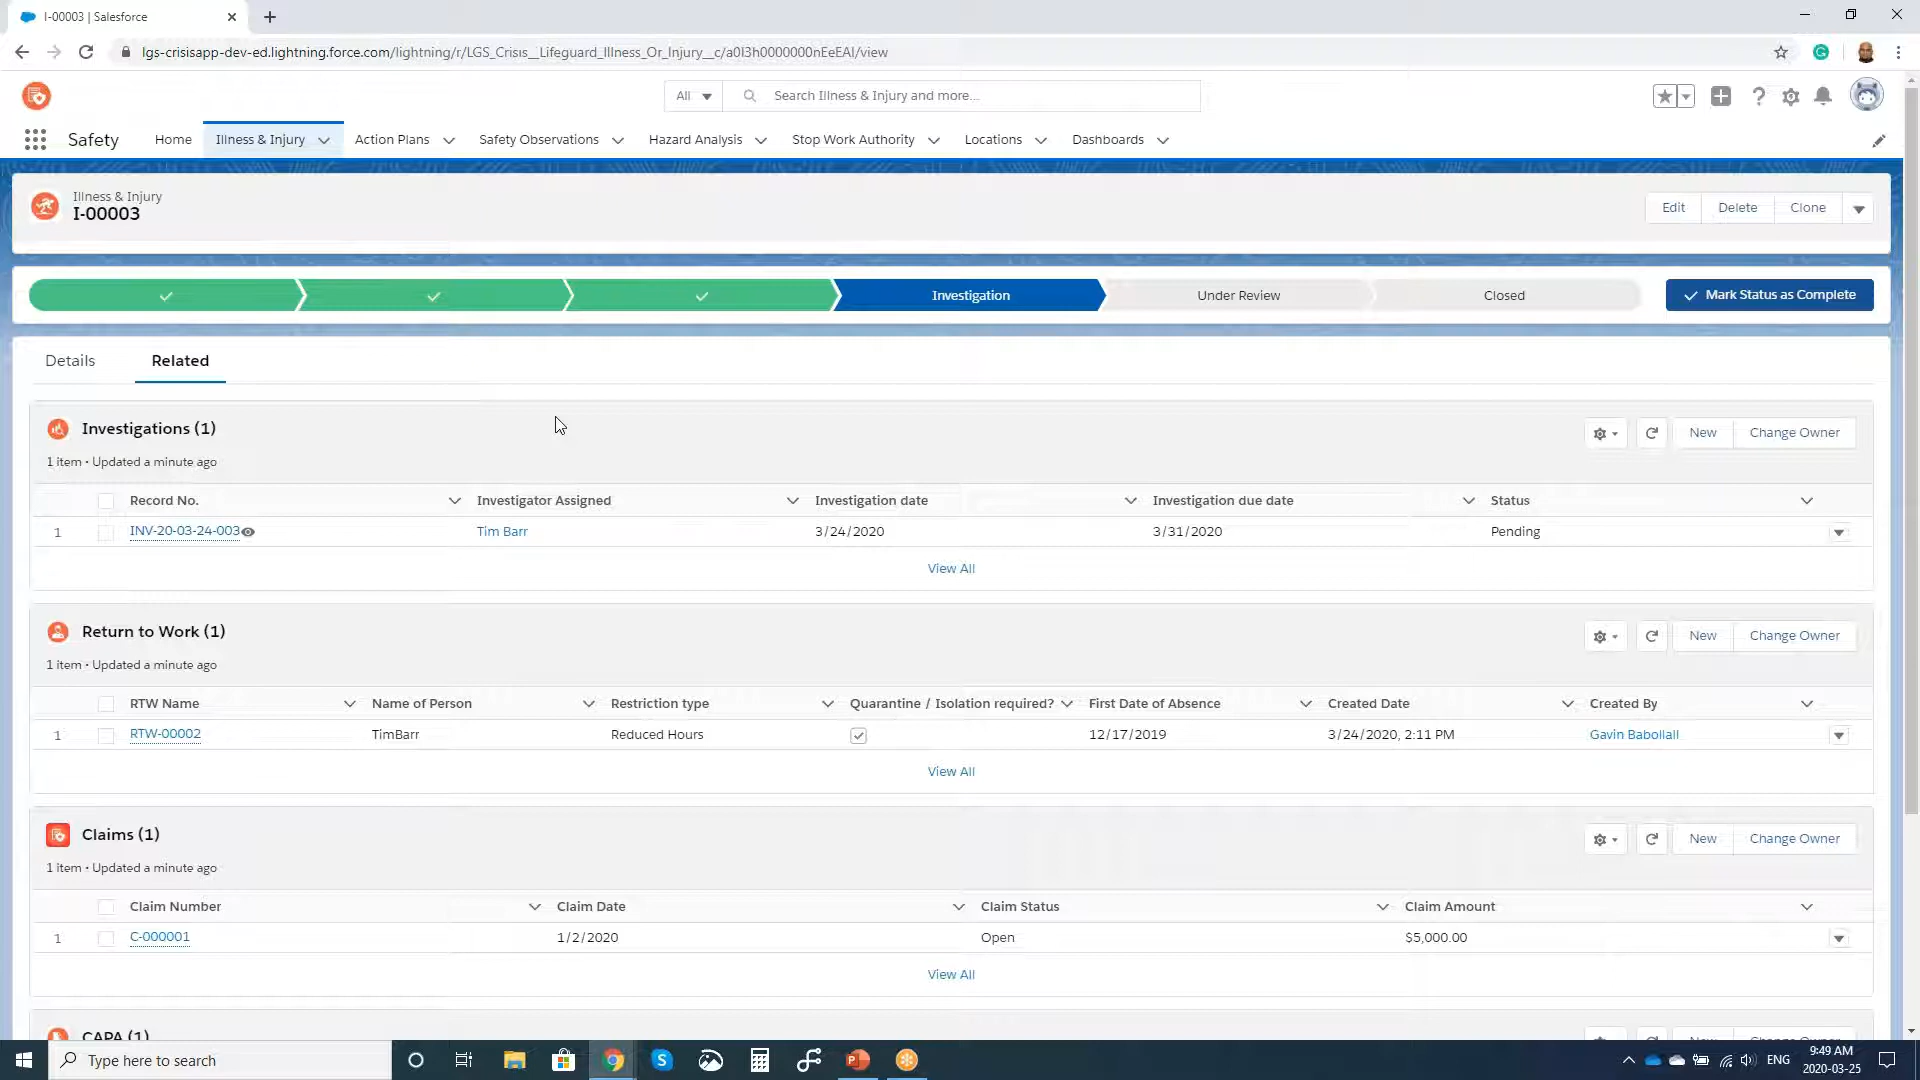 I-00003 | Salesforce
lgs-crisisapp-dev-ed.lightning.force.com/lightning/r/LGS_Crisis__Lifeguard_Illness_Or_Injury__c/a0I3h0000000nEeEAI/view
All
Search Illness & Injury and more...
Safety
Home
Illness & Injury
Action Plans
Safety Observations
Hazard Analysis
Stop Work Authority
Locations
Dashboards
Illness & Injury
I-00003
Edit
Delete
Clone
Investigation
Under Review
Closed
Mark Status as Complete
Details
Related
Investigations (1)
New
Change Owner
1 item • Updated a minute ago
Record No.
Investigator Assigned
Investigation date
Investigation due date
Status
1
INV-20-03-24-003
Tim Barr
3/24/2020
3/31/2020
Pending
View All
Return to Work (1)
New
Change Owner
1 item • Updated a minute ago
RTW Name
Name of Person
Restriction type
Quarantine / Isolation required?
First Date of Absence
Created Date
Created By
1
RTW-00002
TimBarr
Reduced Hours
12/17/2019
3/24/2020, 2:11 PM
Gavin Babollall
View All
Claims (1)
New
Change Owner
1 item • Updated a minute ago
Claim Number
Claim Date
Claim Status
Claim Amount
1
C-000001
1/2/2020
Open
$5,000.00
View All
CAPA (1)
Type here to search
ENG
9:49 AM
2020-03-25